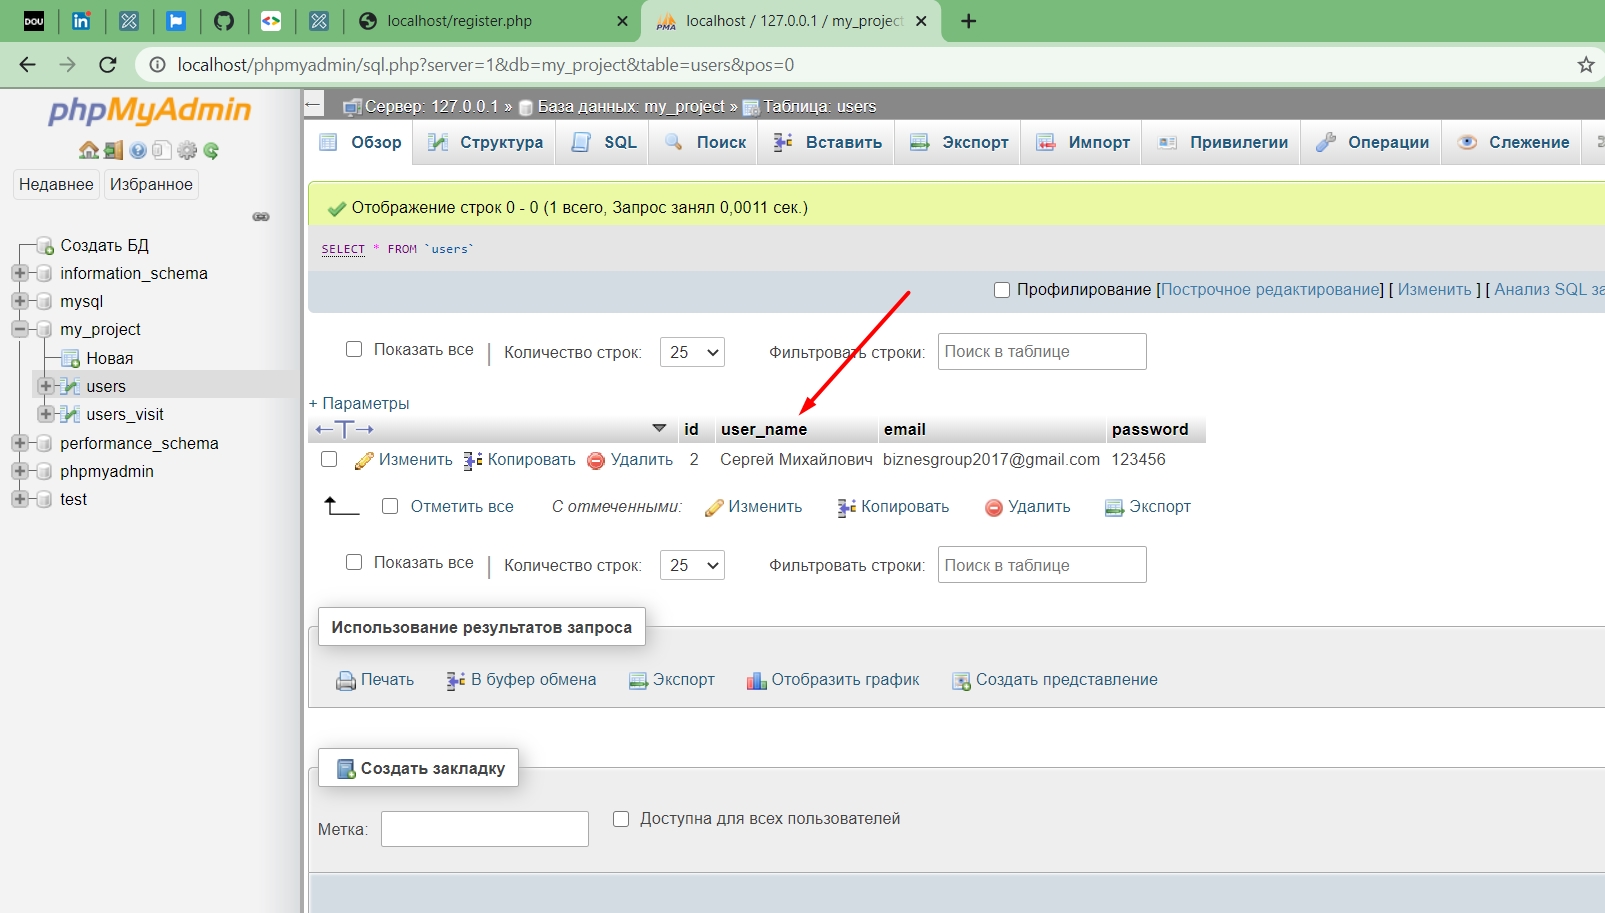 DOU in localhost/register.php localhost / 127.0.0.1 / my_project
localhost/phpmyadmin/sql.php?server=1&db=my_project&table=users&pos=0
phpMyAdmin
Недавнее Избранное
Создать БД
information_schema
mysql
my_project
Новая
users
users_visit
performance_schema
phpmyadmin
test
Сервер: 127.0.0.1 » База данных: my_project » Таблица: users
Обзор Структура SQL Поиск Вставить Экспорт Импорт Привилегии Операции Слежение
Отображение строк 0 - 0 (1 всего, Запрос занял 0,0011 сек.)
SELECT * FROM `users`
Профилирование [Построчное редактирование] [ Изменить ] [ Анализ SQL за
Показать все | Количество строк: 25 Фильтровать строки: Поиск в таблице
+ Параметры
←T→ id user_name email password
Изменить Копировать Удалить 2 Сергей Михайлович biznesgroup2017@gmail.com 123456
Отметить все С отмеченными: Изменить Копировать Удалить Экспорт
Показать все | Количество строк: 25 Фильтровать строки: Поиск в таблице
Использование результатов запроса
Печать В буфер обмена Экспорт Отобразить график Создать представление
Создать закладку
Метка: Доступна для всех пользователей